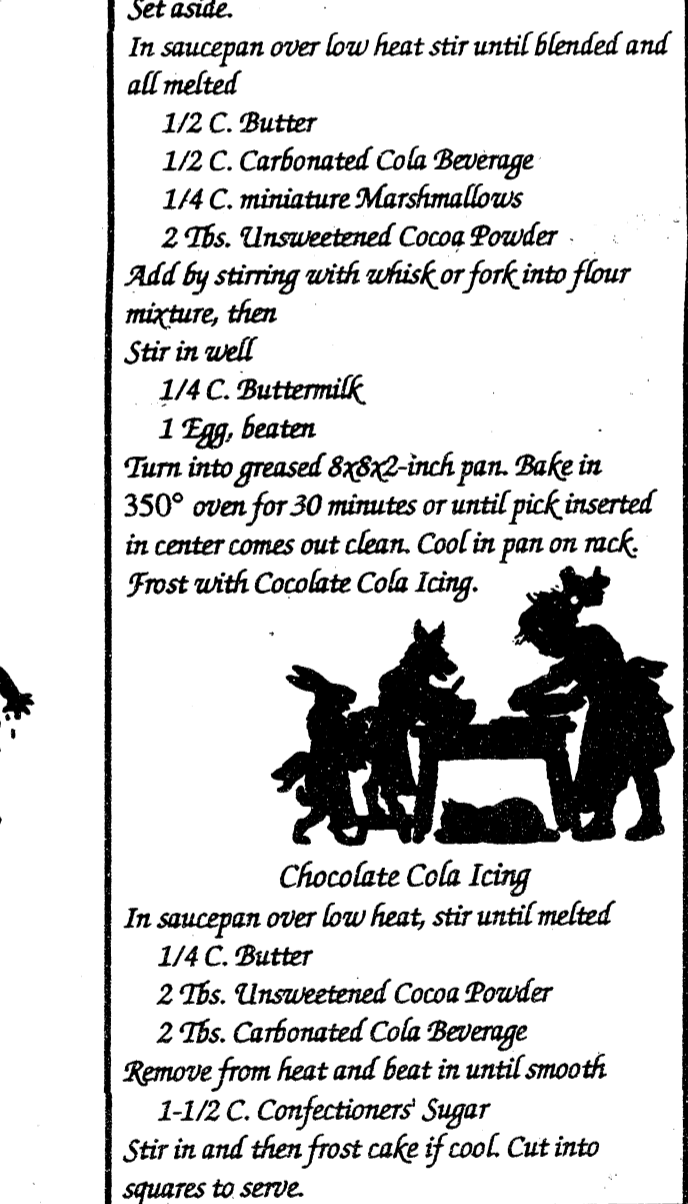 Set aside.
In saucepan over low heat stir until blended and
all melted
1/2 C. Butter
1/2 C. Carbonated Cola Beverage
1/4 C. miniature Marshmallows
2 Tbs. Unsweetened Cocoa Powder
Add by stirring with whisk or fork into flour
mixture, then
Stir in well
1/4 C. Buttermilk
1 Egg, beaten
Turn into greased 8x8x2-inch pan. Bake in
350° oven for 30 minutes or until pick inserted
in center comes out clean. Cool in pan on rack.
Frost with Cocolate Cola Icing.
Chocolate Cola Icing
In saucepan over low heat, stir until melted
1/4 C. Butter
2 Tbs. Unsweetened Cocoa Powder
2 Tbs. Carbonated Cola Beverage
Remove from heat and beat in until smooth
1-1/2 C. Confectioners' Sugar
Stir in and then frost cake if cool. Cut into
squares to serve.